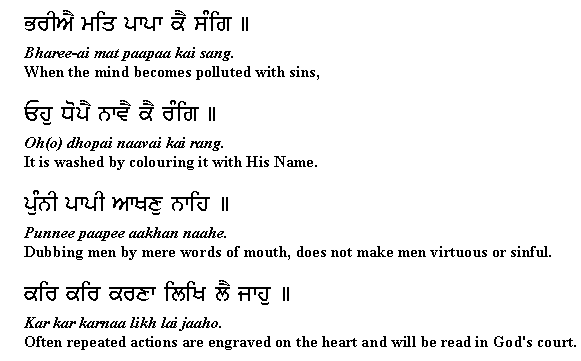 ਭਰੀਐ ਮਤਿ ਪਾਪਾ ਕੈ ਸੰਗਿ ॥
Bharee-ai mat paapaa kai sang.
When the mind becomes polluted with sins,
ਓਹੁ ਧੋਪੈ ਨਾਵੈ ਕੈ ਰੰਗਿ ॥
Oh(o) dhopai naavai kai rang.
It is washed by colouring it with His Name.
ਪੁੰਨੀ ਪਾਪੀ ਆਖਣੁ ਨਾਹਿ ॥
Punnee paapee aakhan naahe.
Dubbing men by mere words of mouth, does not make men virtuous or sinful.
ਕਰਿ ਕਰਿ ਕਰਣਾ ਲਿਖਿ ਲੈ ਜਾਹੁ ॥
Kar kar karnaa likh lai jaaho.
Often repeated actions are engraved on the heart and will be read in God's court.